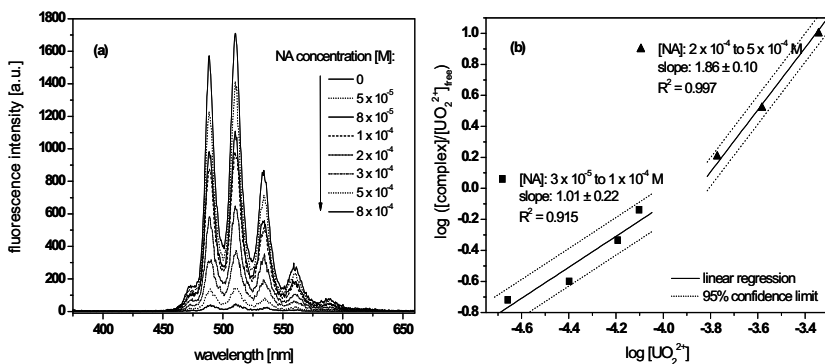 (a)
NA concentration [M]:
0
5 x 10⁻⁵
8 x 10⁻⁵
1 x 10⁻⁴
2 x 10⁻⁴
3 x 10⁻⁴
5 x 10⁻⁴
8 x 10⁻⁴
fluorescence intensity [a.u.]
1800
1600
1400
1200
1000
800
600
400
200
0
400 450 500 550 600 650
wavelength [nm]
(b)
[NA]: 2 x 10⁻⁴ to 5 x 10⁻⁴ M
slope: 1.86 ± 0.10
R² = 0.997
[NA]: 3 x 10⁻⁵ to 1 x 10⁻⁴ M
slope: 1.01 ± 0.22
R² = 0.915
linear regression
95% confidence limit
log ([complex]/[UO₂²⁺]free)
1.0
0.8
0.6
0.4
0.2
0.0
-0.2
-0.4
-0.6
-0.8
-4.6 -4.4 -4.2 -4.0 -3.8 -3.6 -3.4
log [UO₂²⁺]